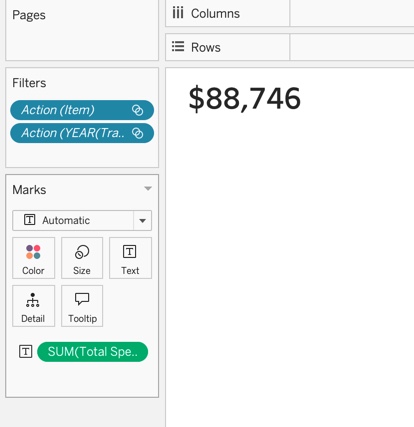 Pages
Columns
Rows
Filters
Action (Item)
Action (YEAR(Tra..
$88,746
Marks
T Automatic
Color
Size
T
Text
Detail
Tooltip
T SUM(Total Spe..